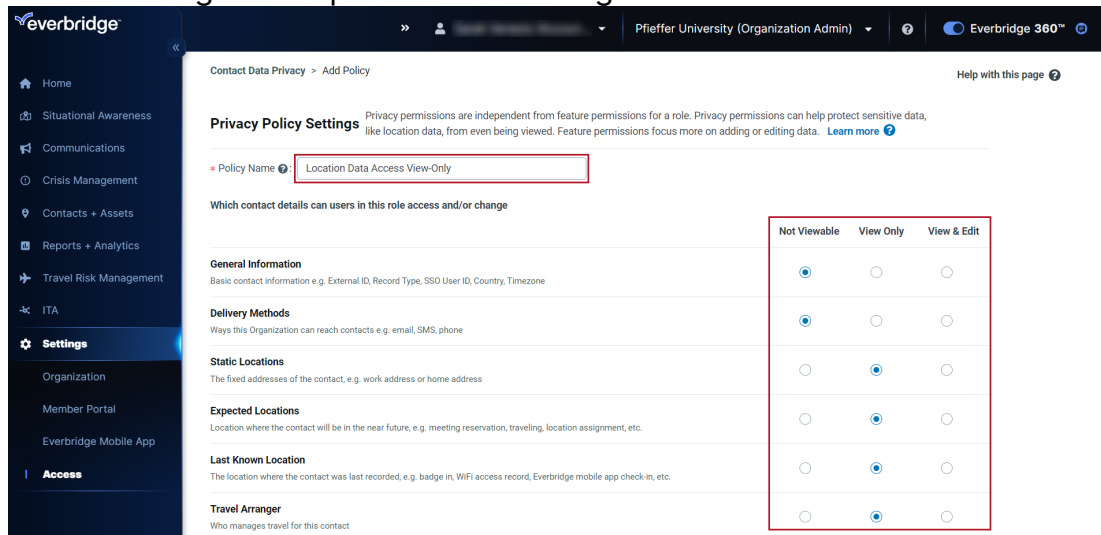 everbridge
Pfieffer University (Organization Admin)
Everbridge 360™
Home
Situational Awareness
Communications
Crisis Management
Contacts + Assets
Reports + Analytics
Travel Risk Management
ITA
Settings
Organization
Member Portal
Everbridge Mobile App
Access
Contact Data Privacy > Add Policy
Help with this page
Privacy Policy Settings
Privacy permissions are independent from feature permissions for a role. Privacy permissions can help protect sensitive data,
like location data, from even being viewed. Feature permissions focus more on adding or editing data. Learn more
* Policy Name : Location Data Access View-Only
Which contact details can users in this role access and/or change
Not Viewable View Only View & Edit
General Information
Basic contact information e.g. External ID, Record Type, SSO User ID, Country, Timezone
Delivery Methods
Ways this Organization can reach contacts e.g. email, SMS, phone
Static Locations
The fixed addresses of the contact, e.g. work address or home address
Expected Locations
Location where the contact will be in the near future, e.g. meeting reservation, traveling, location assignment, etc.
Last Known Location
The location where the contact was last recorded, e.g. badge in, WiFi access record, Everbridge mobile app check-in, etc.
Travel Arranger
Who manages travel for this contact